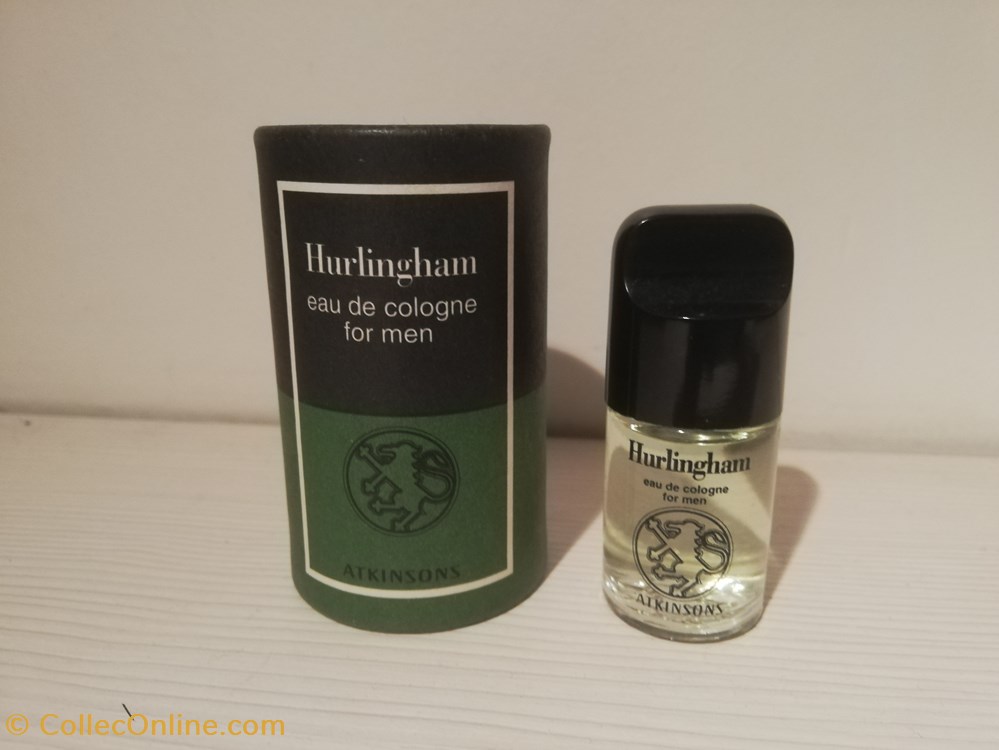 Hurlingham
eau de cologne
for men
ATKINSONS
Hurlingham
eau de cologne
for men
ATKINSONS
© CollecOnline.com